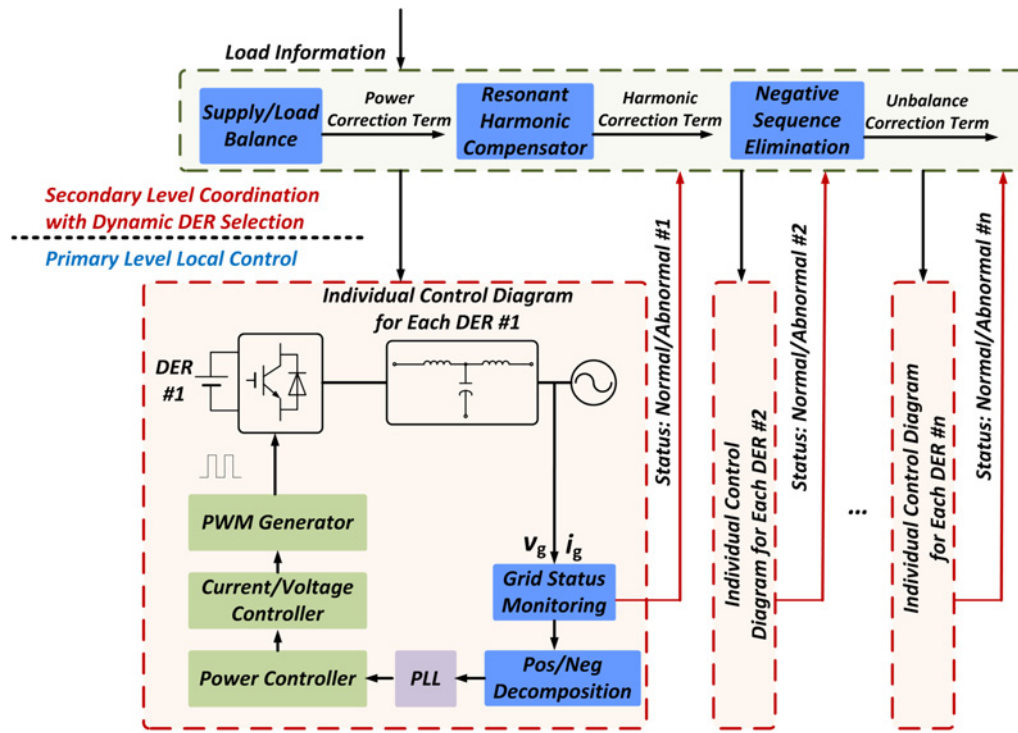 Load Information
Supply/Load
Balance
Power
Correction Term
Resonant
Harmonic
Compensator
Harmonic
Correction Term
Negative
Sequence
Elimination
Unbalance
Correction Term
Secondary Level Coordination
with Dynamic DER Selection
Primary Level Local Control
Individual Control Diagram
for Each DER #1
DER
#1
PWM Generator
Current/Voltage
Controller
Power Controller
PLL
Pos/Neg
Decomposition
Grid Status
Monitoring
vg ig
Status: Normal/Abnormal #1
Individual Control
Diagram for Each DER #2
Status: Normal/Abnormal #2
...
Individual Control Diagram
for Each DER #n
Status: Normal/Abnormal #n